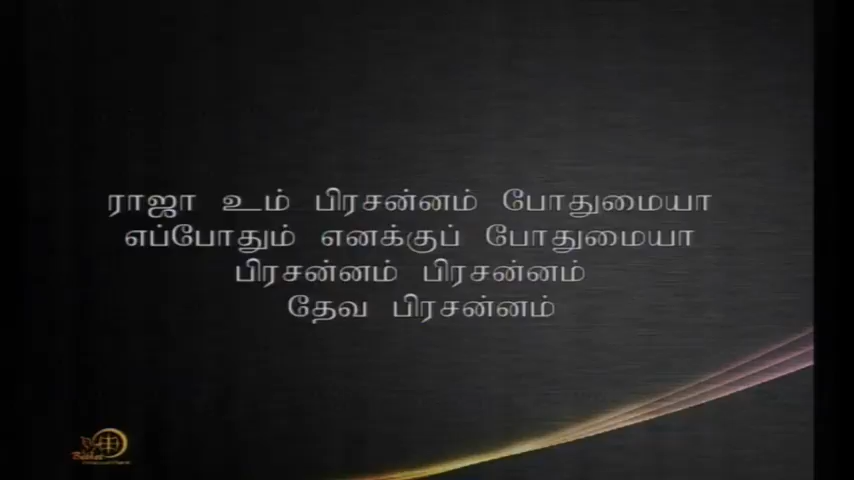 ராஜா உம் பிரசன்னம் போதுமையா
எப்போதும் எனக்குப் போதுமையா
பிரசன்னம் பிரசன்னம்
தேவ பிரசன்னம்